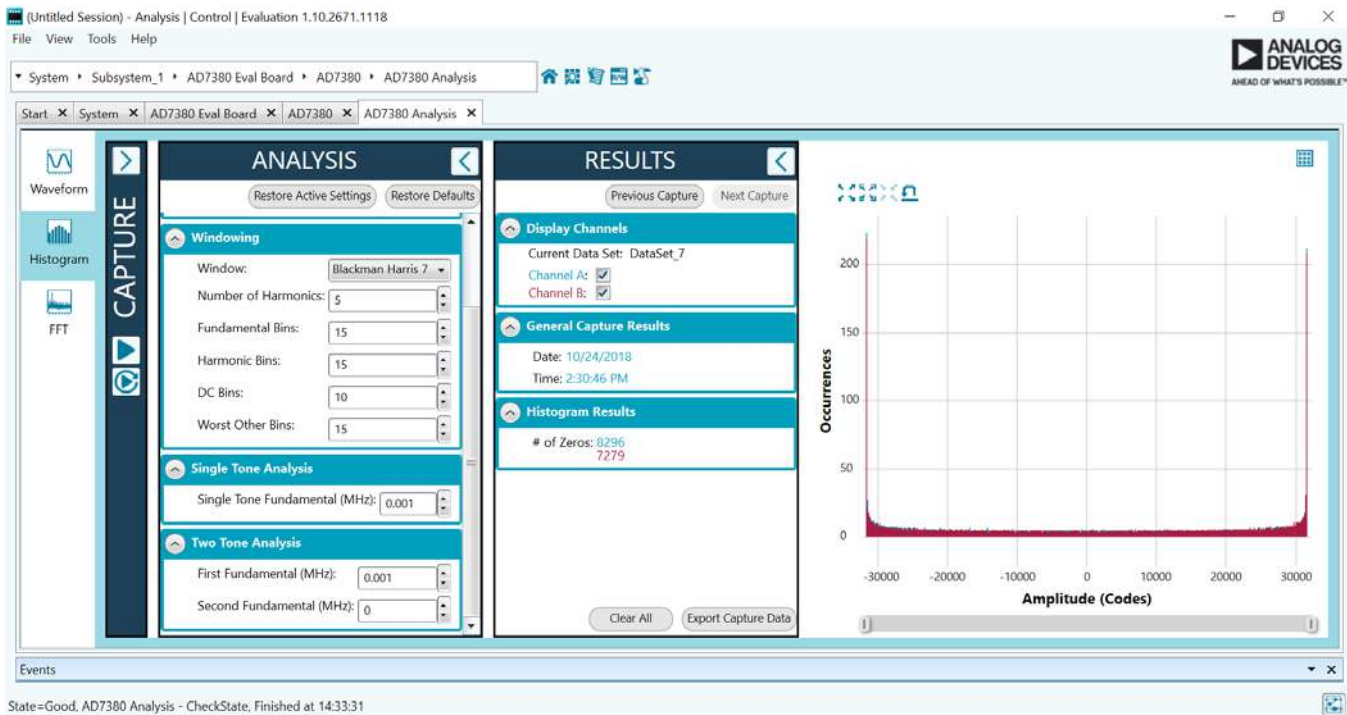 (Untitled Session) - Analysis | Control | Evaluation 1.10.2671.1118
File View Tools Help
ANALOG
DEVICES
AHEAD OF WHAT'S POSSIBLE™
System Subsystem_1 AD7380 Eval Board AD7380 AD7380 Analysis
Start System AD7380 Eval Board AD7380 AD7380 Analysis
Waveform
Histogram
FFT
CAPTURE
ANALYSIS
Restore Active Settings Restore Defaults
Windowing
Window: Blackman Harris 7
Number of Harmonics: 5
Fundamental Bins: 15
Harmonic Bins: 15
DC Bins: 10
Worst Other Bins: 15
Single Tone Analysis
Single Tone Fundamental (MHz): 0.001
Two Tone Analysis
First Fundamental (MHz): 0.001
Second Fundamental (MHz): 0
RESULTS
Previous Capture Next Capture
Display Channels
Current Data Set: DataSet_7
Channel A:
Channel B:
General Capture Results
Date: 10/24/2018
Time: 2:30:46 PM
Histogram Results
# of Zeros: 8296
7279
Clear All Export Capture Data
Occurrences
200
150
100
50
0
-30000 -20000 -10000 0 10000 20000 30000
Amplitude (Codes)
Events
State=Good, AD7380 Analysis - CheckState, Finished at 14:33:31